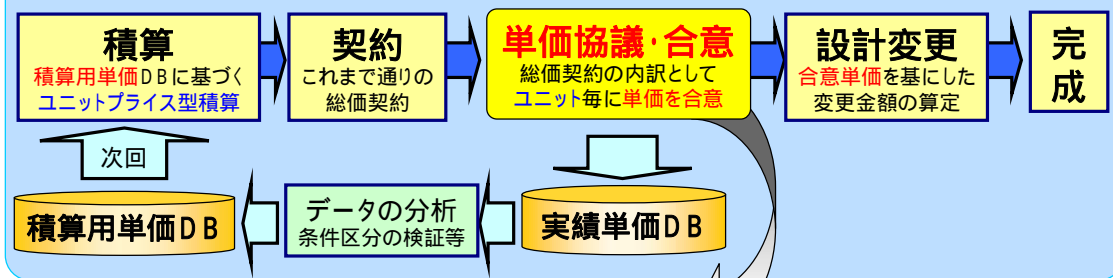 積算
積算用単価DBに基づく
ユニットプライス型積算
契約
これまで通りの
総価契約
単価協議・合意
総価契約の内訳として
ユニット毎に単価を合意
設計変更
合意単価を基にした
変更金額の算定
完
成
次回
積算用単価DB
データの分析
条件区分の検証等
実績単価DB